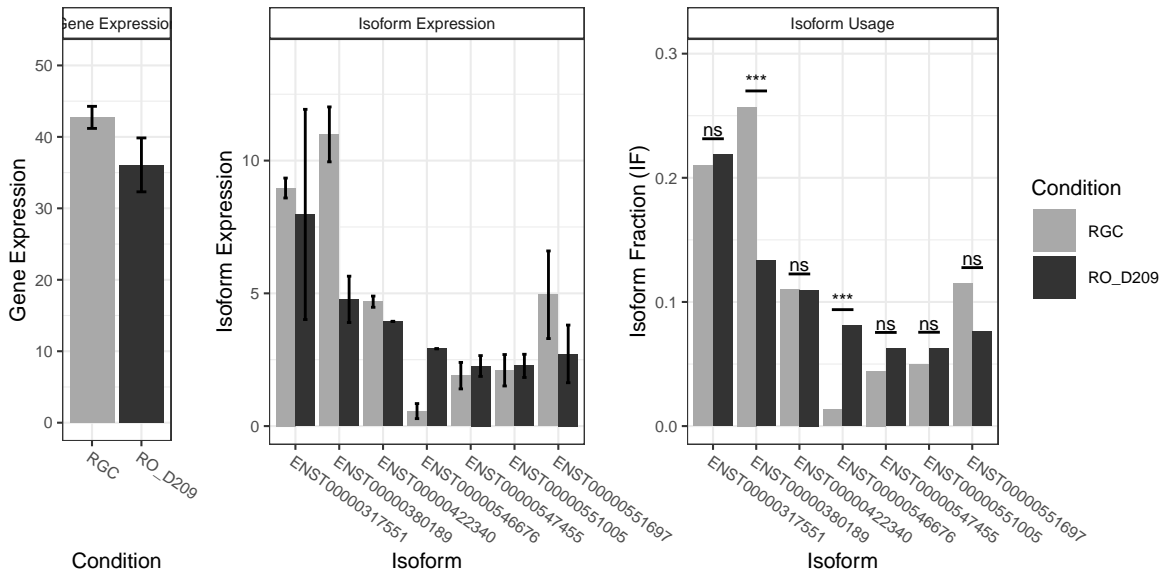 Gene Expression
Isoform Expression
Isoform Usage
Gene Expression
50
40
30
20
10
0
RGC
RO_D209
Condition
Isoform Expression
10
5
0
ENST00000317551
ENST00000380189
ENST00000422340
ENST00000546676
ENST00000547455
ENST00000551005
ENST00000551697
Isoform
Isoform Fraction (IF)
0.3
0.2
0.1
0.0
ns
***
ns
***
ns
ns
ns
ENST00000317551
ENST00000380189
ENST00000422340
ENST00000546676
ENST00000547455
ENST00000551005
ENST00000551697
Isoform
Condition
RGC
RO_D209